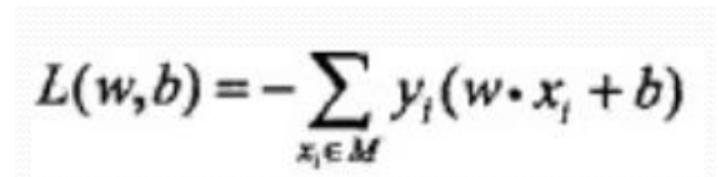 L(w,b) = -∑ y_i(w•x_i + b)
x_i∈M